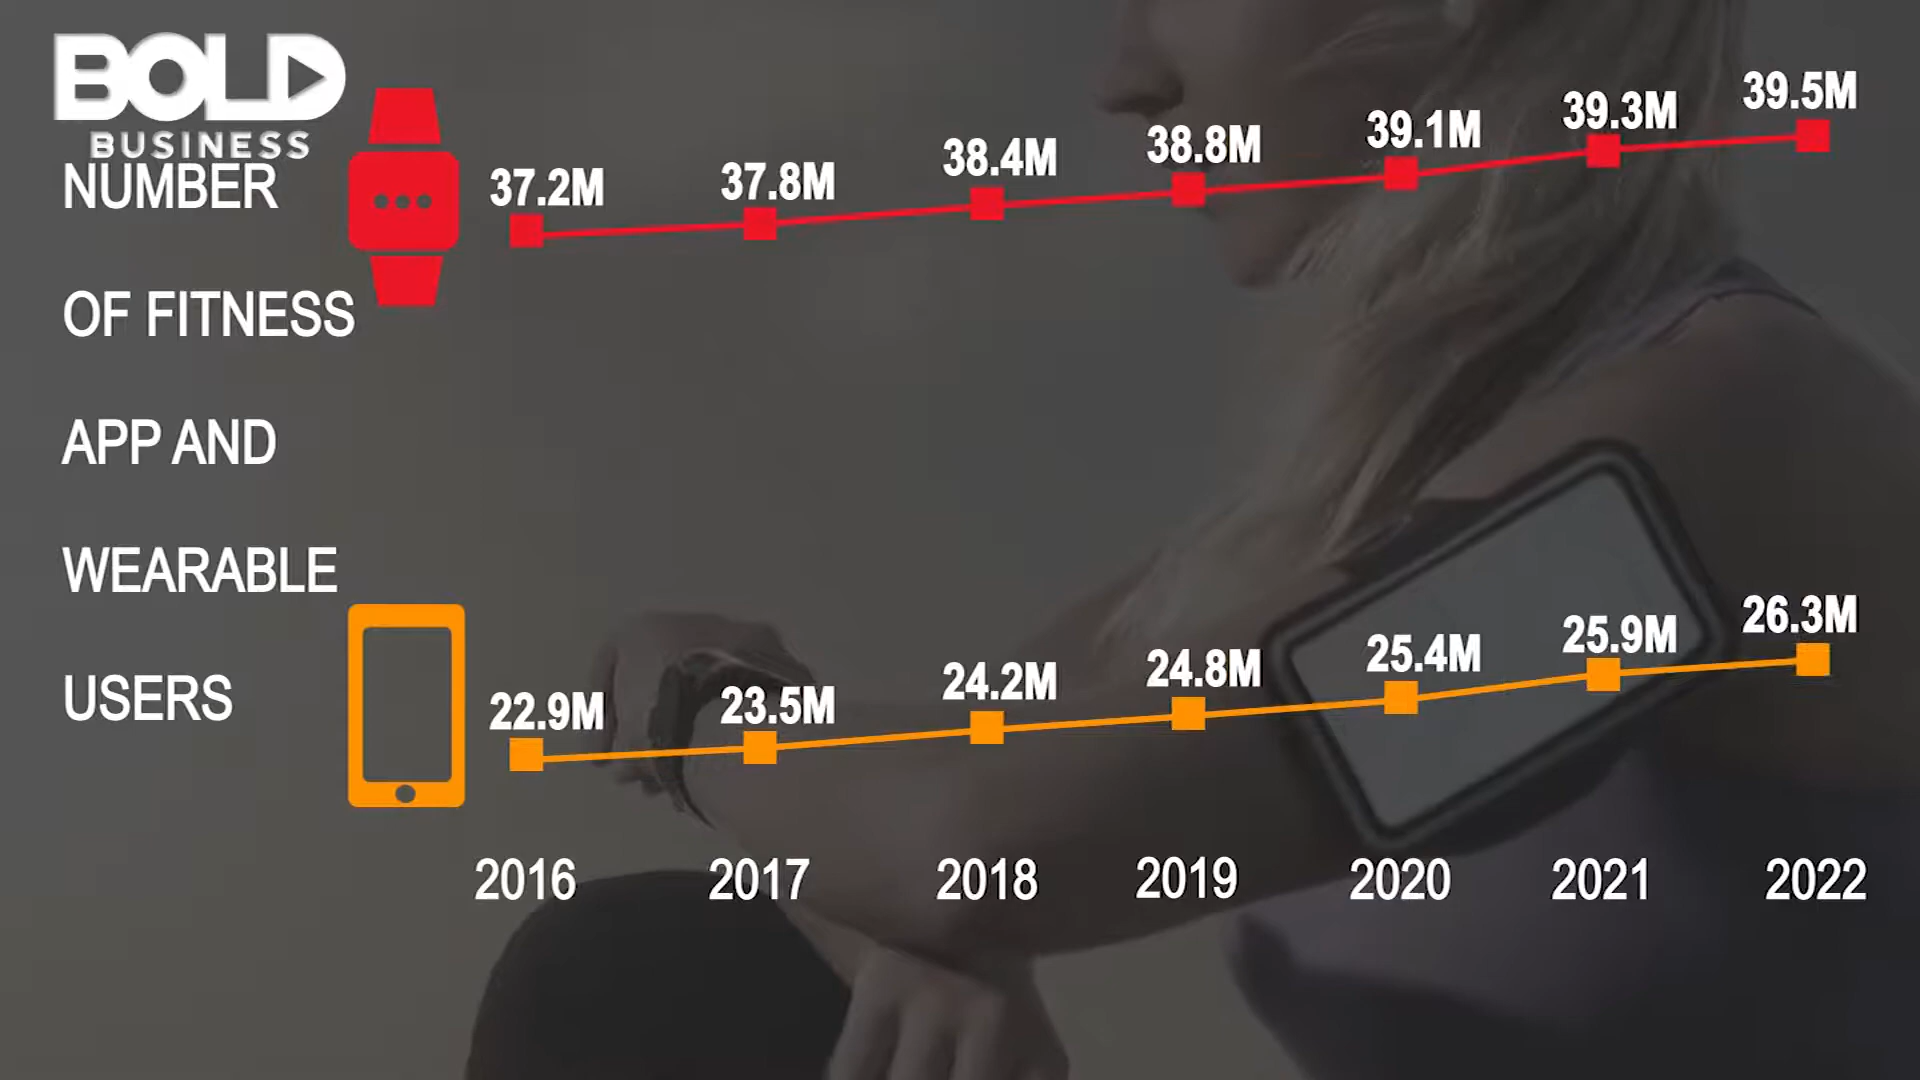 BOLD
BUSINESS
NUMBER
OF FITNESS
APP AND
WEARABLE
USERS
37.2M 37.8M 38.4M 38.8M 39.1M 39.3M 39.5M
22.9M 23.5M 24.2M 24.8M 25.4M 25.9M 26.3M
2016 2017 2018 2019 2020 2021 2022